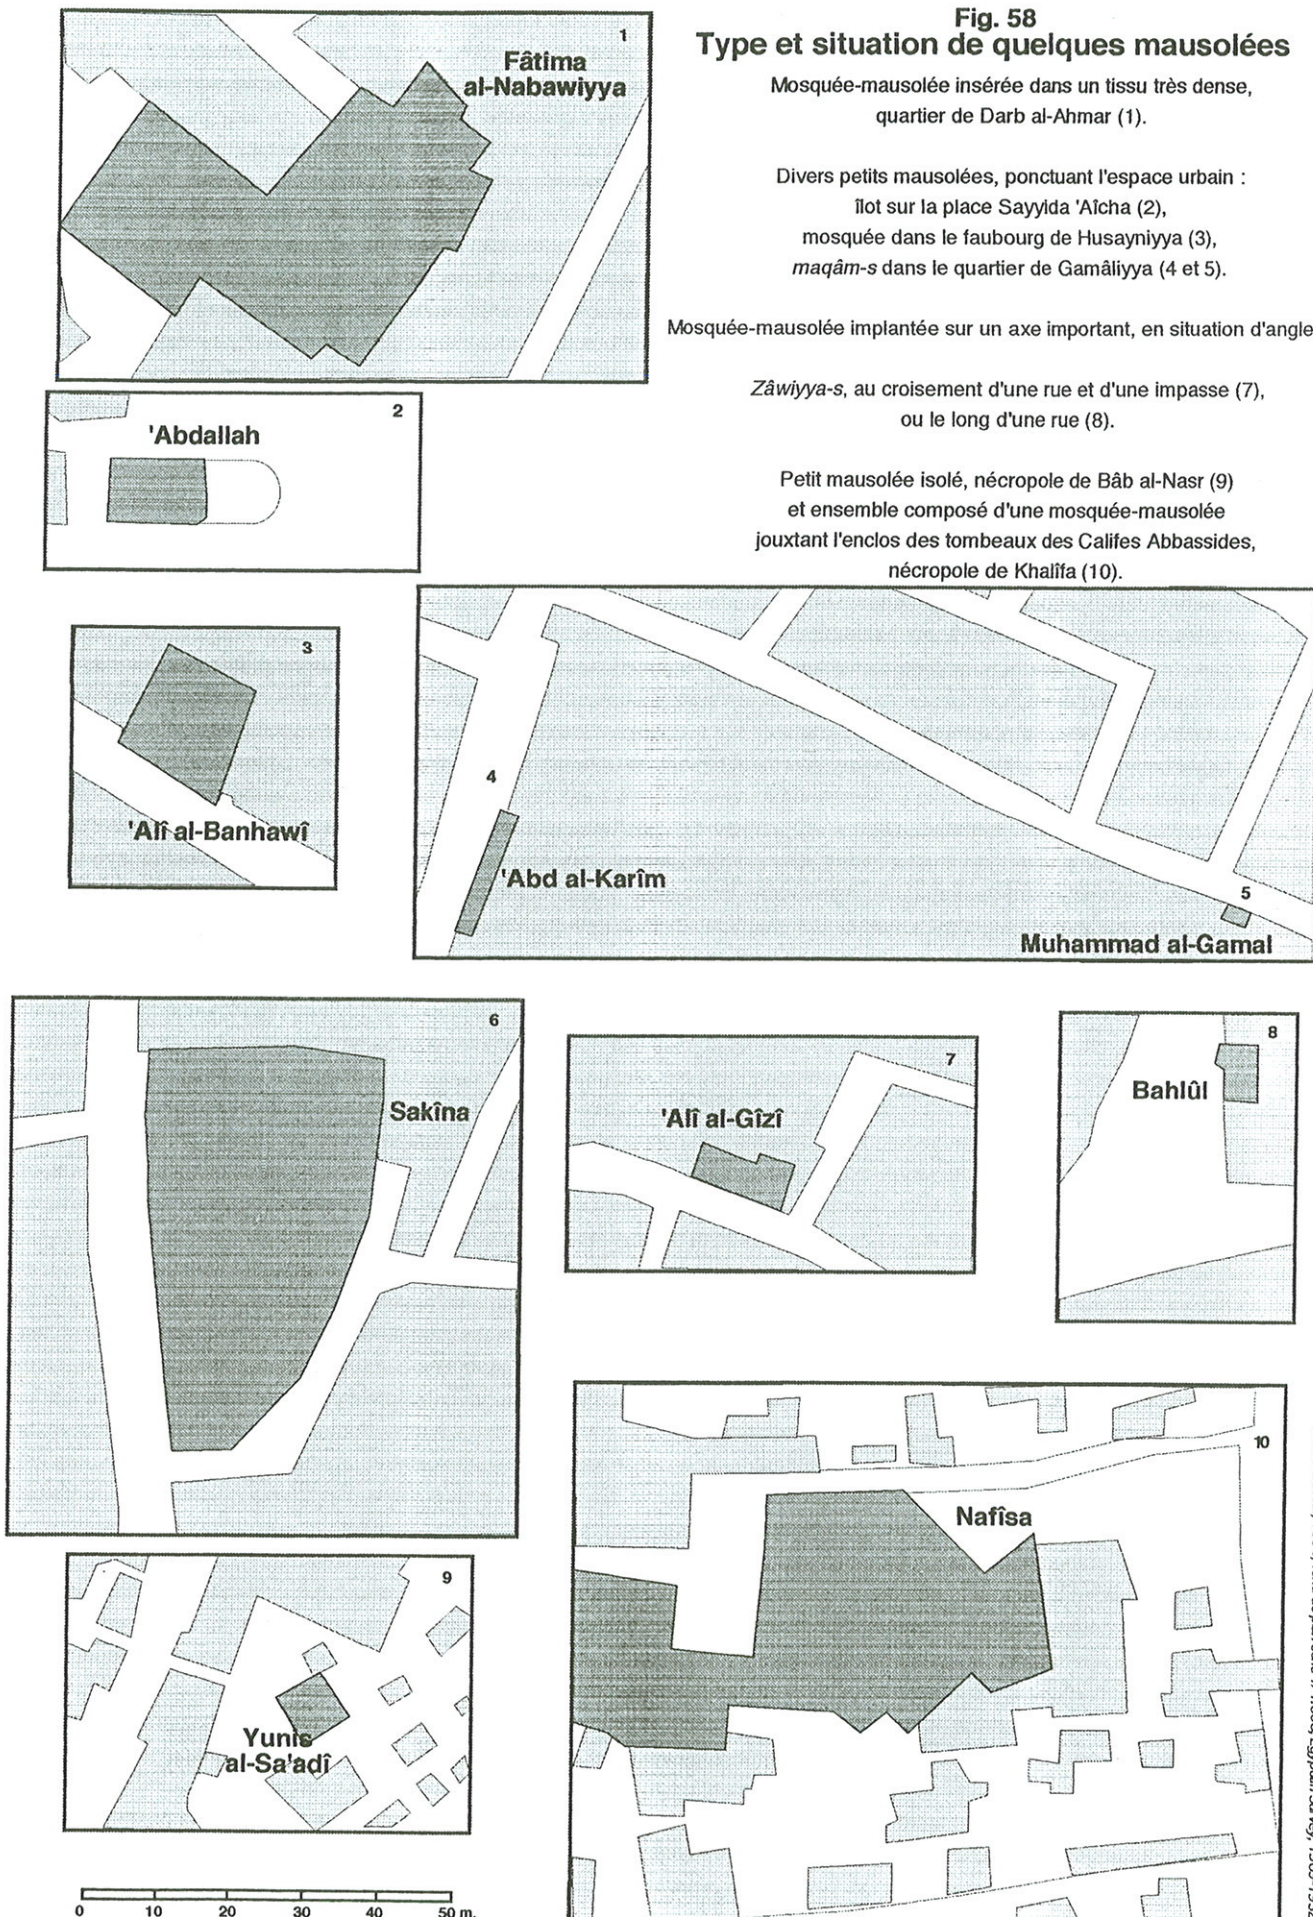 Fig. 58
Type et situation de quelques mausolées
Mosquée-mausolée insérée dans un tissu très dense,
quartier de Darb al-Ahmar (1).
Divers petits mausolées, ponctuant l'espace urbain :
îlot sur la place Sayyida 'Aîcha (2),
mosquée dans le faubourg de Husayniyya (3),
maqâm-s dans le quartier de Gamâliyya (4 et 5).
Mosquée-mausolée implantée sur un axe important, en situation d'angle
Zâwiyya-s, au croisement d'une rue et d'une impasse (7),
ou le long d'une rue (8).
Petit mausolée isolé, nécropole de Bâb al-Nasr (9)
et ensemble composé d'une mosquée-mausolée
jouxtant l'enclos des tombeaux des Califes Abbassides,
nécropole de Khalîfa (10).
1
Fâtima
al-Nabawiyya
2
'Abdallah
3
'Alî al-Banhawî
4
'Abd al-Karîm
5
Muhammad al-Gamal
6
Sakîna
7
'Alî al-Gîzî
8
Bahlûl
9
Yunis
al-Sa'adî
10
Nafîsa
0 10 20 30 40 50 m.